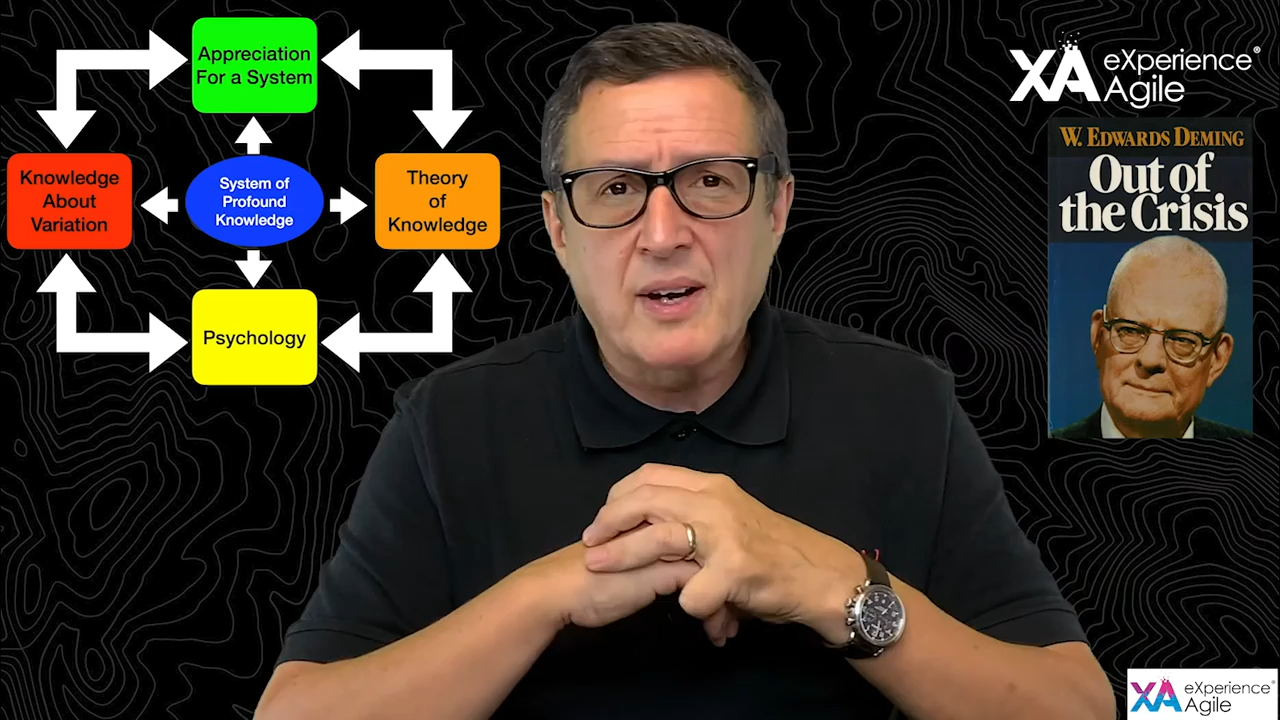 Appreciation
For a System
Knowledge
About
Variation
System of
Profound
Knowledge
Theory
of
Knowledge
Psychology
XA eXperience®
Agile
W. EDWARDS DEMING
Out of
the Crisis
XA eXperience®
Agile